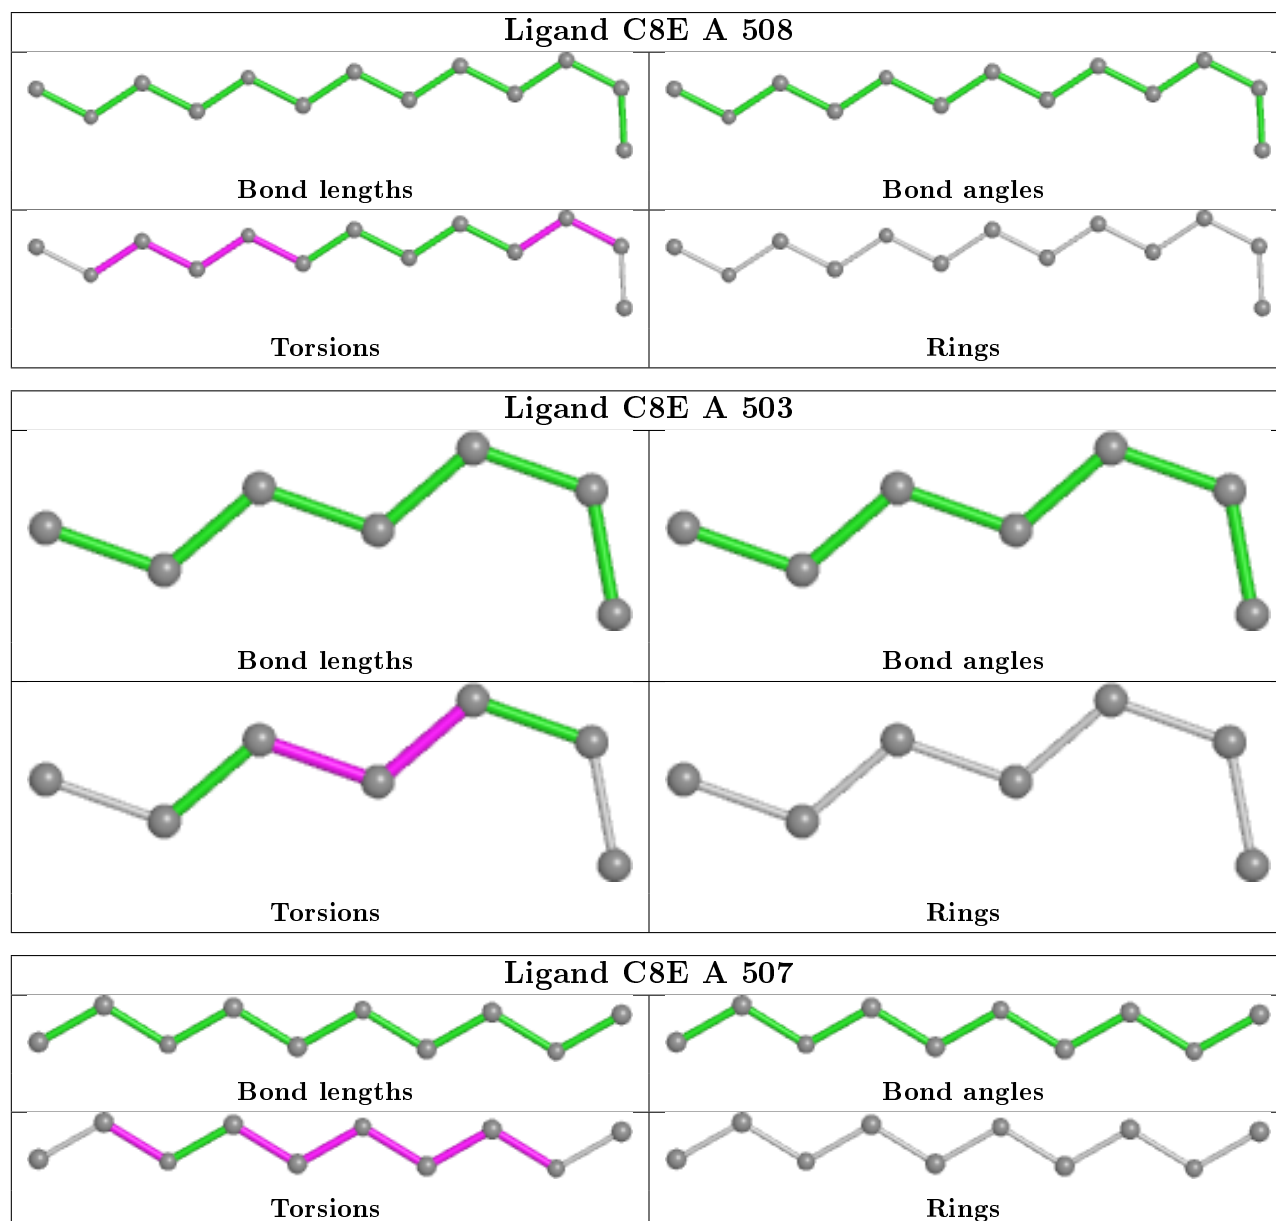 Ligand C8E A 508
Bond lengths
Bond angles
Torsions
Rings
Ligand C8E A 503
Bond lengths
Bond angles
Torsions
Rings
Ligand C8E A 507
Bond lengths
Bond angles
Torsions
Rings